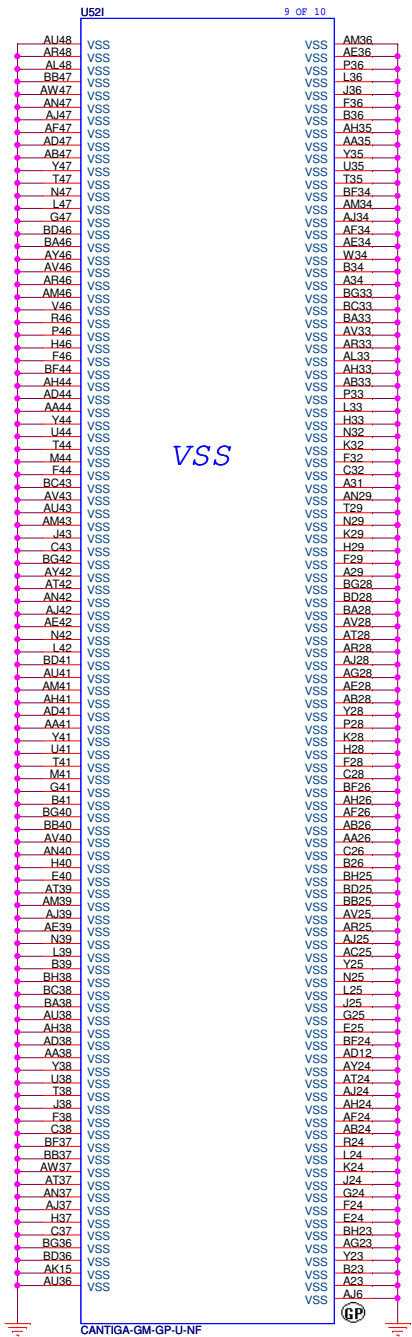 U52I 9 OF 10
AU48 VSS VSS AM36
AR48 VSS VSS AE36
AL48 VSS VSS P36
BB47 VSS VSS L36
AW47 VSS VSS J36
AN47 VSS VSS F36
AJ47 VSS VSS B36
AF47 VSS VSS AH35
AD47 VSS VSS AA35
AB47 VSS VSS Y35
Y47 VSS VSS U35
T47 VSS VSS T35
N47 VSS VSS BF34
L47 VSS VSS AM34
G47 VSS VSS AJ34
BD46 VSS VSS AF34
BA46 VSS VSS AE34
AY46 VSS VSS W34
AV46 VSS VSS B34
AR46 VSS VSS A34
AM46 VSS VSS BG33
V46 VSS VSS BC33
R46 VSS VSS BA33
P46 VSS VSS AV33
H46 VSS VSS AR33
F46 VSS VSS AL33
BF44 VSS VSS AH33
AH44 VSS VSS AB33
AD44 VSS VSS P33
AA44 VSS VSS L33
Y44 VSS VSS H33
U44 VSS VSS N32
T44 VSS VSS K32
VSS
M44 VSS VSS F32
F44 VSS VSS C32
BC43 VSS VSS A31
AV43 VSS VSS AN29
AU43 VSS VSS T29
AM43 VSS VSS N29
J43 VSS VSS K29
C43 VSS VSS H29
BG42 VSS VSS F29
AY42 VSS VSS A29
AT42 VSS VSS BG28
AN42 VSS VSS BD28
AJ42 VSS VSS BA28
AE42 VSS VSS AV28
N42 VSS VSS AT28
L42 VSS VSS AR28
BD41 VSS VSS AJ28
AU41 VSS VSS AG28
AM41 VSS VSS AE28
AH41 VSS VSS AB28
AD41 VSS VSS Y28
AA41 VSS VSS P28
Y41 VSS VSS K28
U41 VSS VSS H28
T41 VSS VSS F28
M41 VSS VSS C28
G41 VSS VSS BF26
B41 VSS VSS AH26
BG40 VSS VSS AF26
BB40 VSS VSS AB26
AV40 VSS VSS AA26
AN40 VSS VSS C26
H40 VSS VSS B26
E40 VSS VSS BH25
AT39 VSS VSS BD25
AM39 VSS VSS BB25
AJ39 VSS VSS AV25
AE39 VSS VSS AR25
N39 VSS VSS AJ25
L39 VSS VSS AC25
B39 VSS VSS Y25
BH38 VSS VSS N25
BC38 VSS VSS L25
BA38 VSS VSS J25
AU38 VSS VSS G25
AH38 VSS VSS E25
AD38 VSS VSS BF24
AA38 VSS VSS AD12
Y38 VSS VSS AY24
U38 VSS VSS AT24
T38 VSS VSS AJ24
J38 VSS VSS AH24
F38 VSS VSS AF24
C38 VSS VSS AB24
BF37 VSS VSS R24
BB37 VSS VSS L24
AW37 VSS VSS K24
AT37 VSS VSS J24
AN37 VSS VSS G24
AJ37 VSS VSS F24
H37 VSS VSS E24
C37 VSS VSS BH23
BG36 VSS VSS AG23
BD36 VSS VSS Y23
AK15 VSS VSS B23
AU36 VSS VSS A23
VSS AJ6
GP
CANTIGA-GM-GP-U-NF